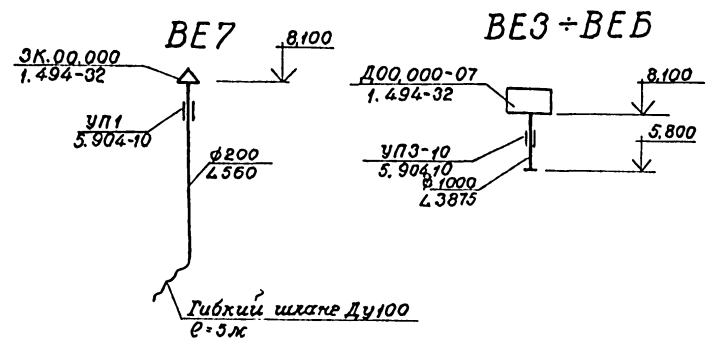 ВЕ7
8,100
ЗК.00.000
1.494-32
УП1
5.904-10
ф200
L560
Гибкий шланг Ду100
ℓ=5м
ВЕ3÷ВЕ6
Д00,000-07
1.494-32
8,100
5,800
УП3-10
5.904.10
ф1000
L3875